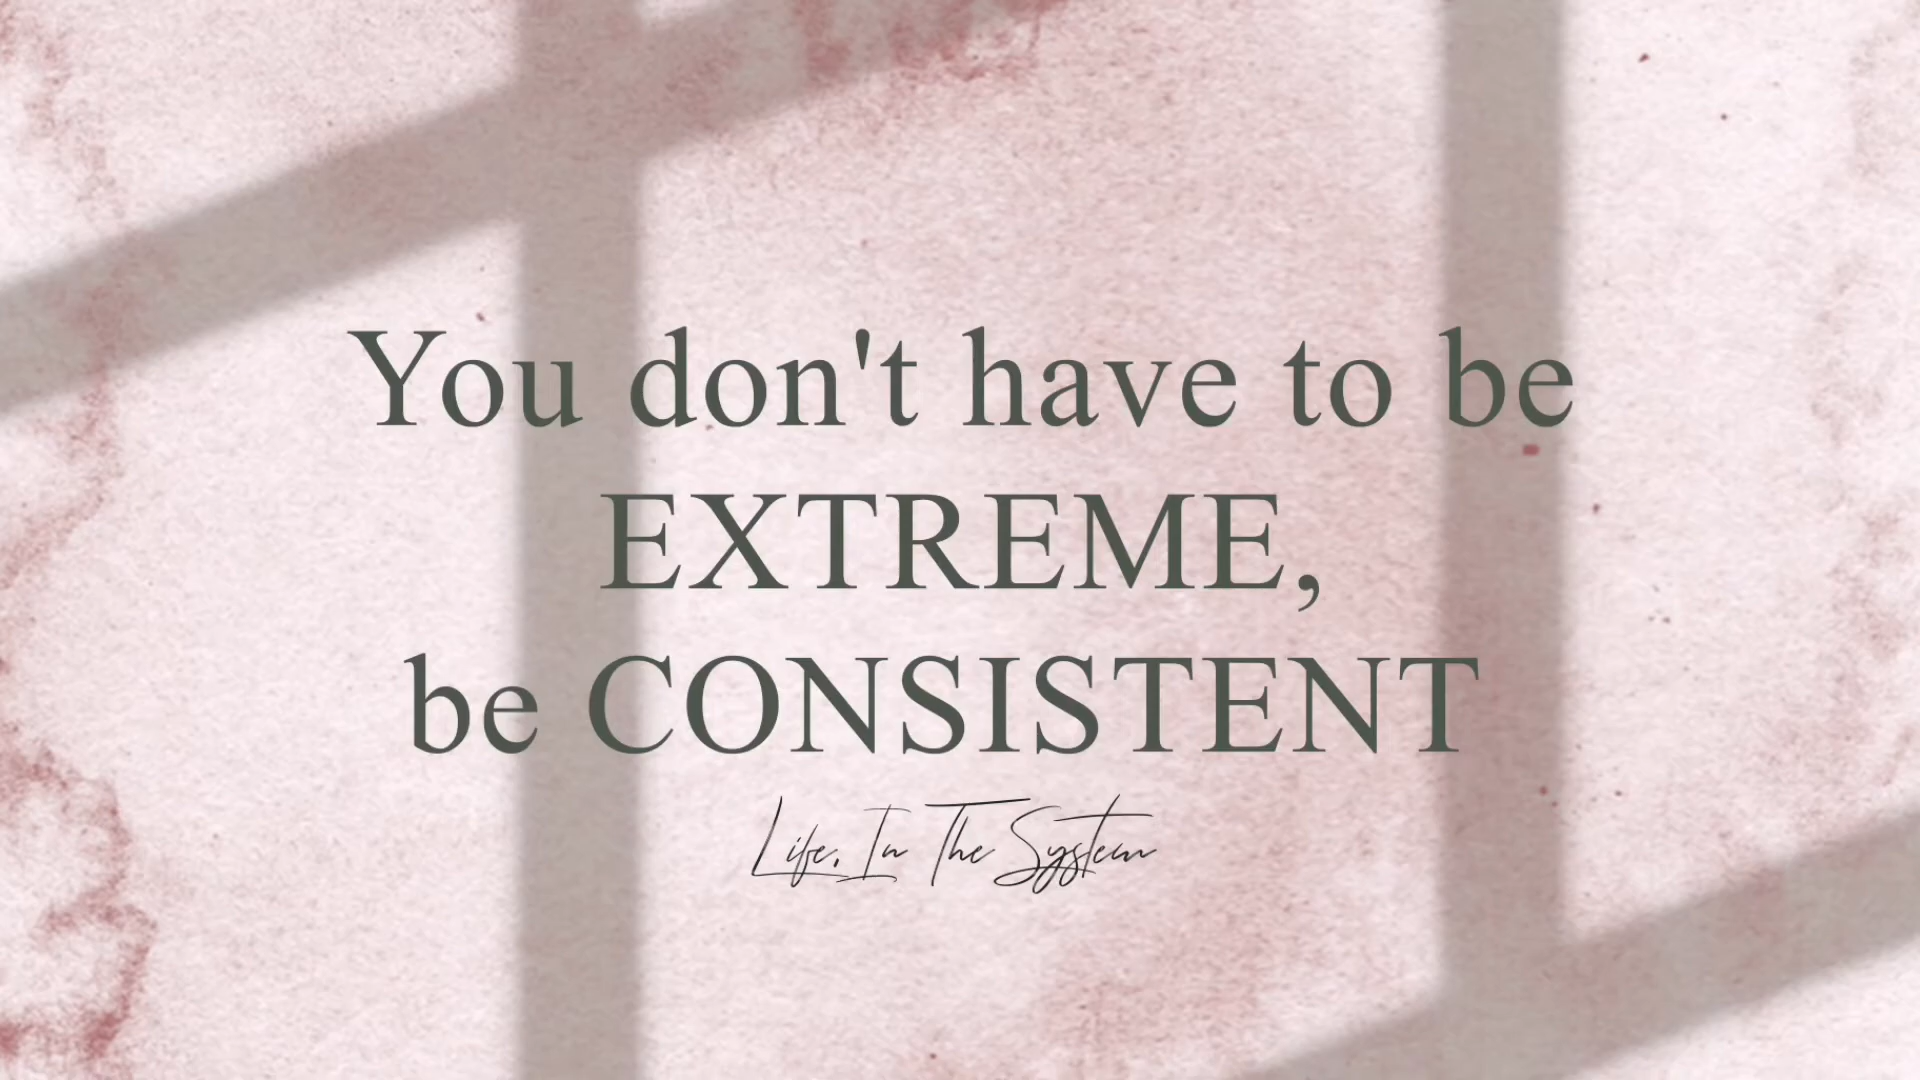 You don't have to be
EXTREME,
be CONSISTENT
Life, In The System